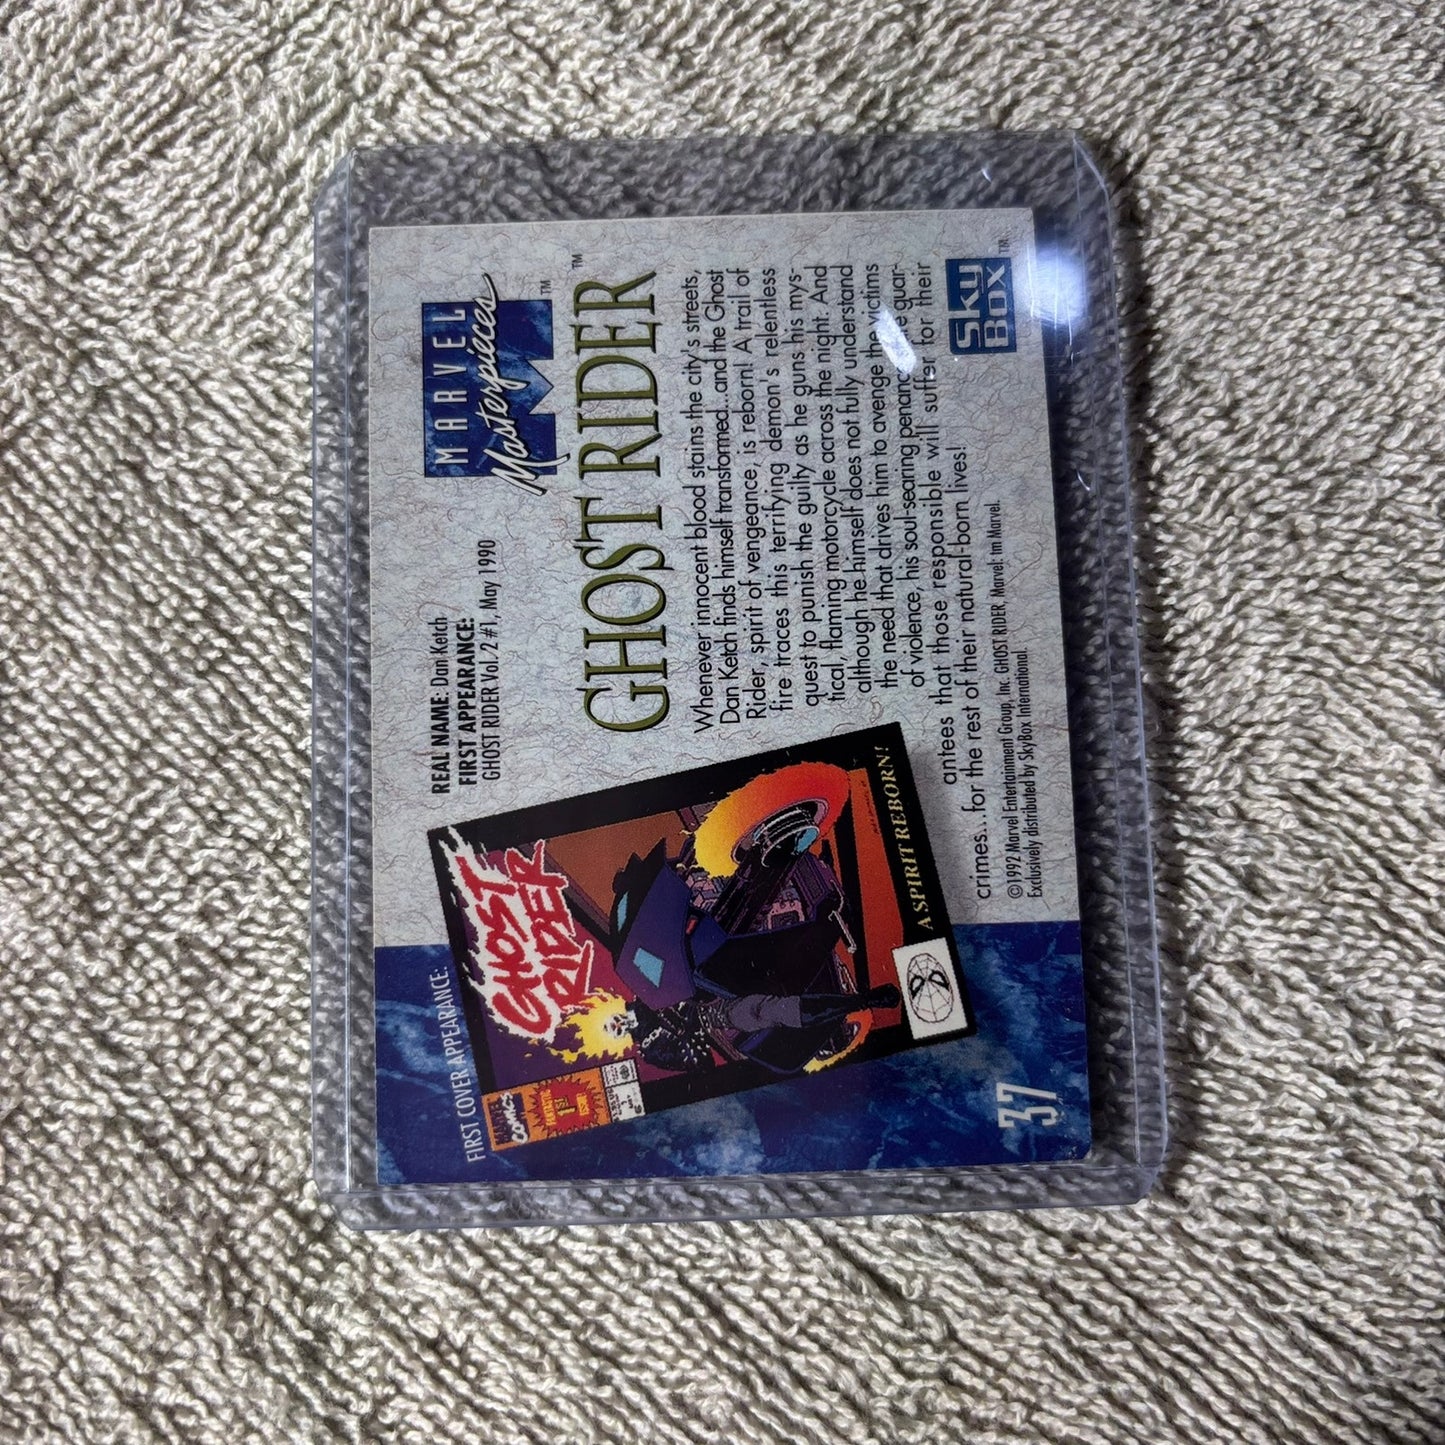 REAL NAME: Dan Ketch
FIRST APPEARANCE:
GHOST RIDER Vol. 2 #1, May 1990
MARVEL
Masterpieces
TM
FIRST COVER APPEARANCE:
MARVEL
COMICS
1ST
GHOST
RIDER
A SPIRIT REBORN!
GHOST RIDER
TM
Whenever innocent blood stains the city's streets,
Dan Ketch finds himself transformed...and the Ghost
Rider, spirit of vengeance, is reborn! A trail of
fire traces this terrifying demon's relentless
quest to punish the guilty as he guns his mys-
tical, flaming motorcycle across the night. And
although he himself does not fully understand
the need that drives him to avenge the victims
of violence, his soul-searing penance guar-
antees that those responsible will suffer for their
crimes...for the rest of their natural-born lives!
©1992 Marvel Entertainment Group, Inc. GHOST RIDER, Marvel: tm Marvel.
Exclusively distributed by SkyBox International.
SkyBox
TM
37